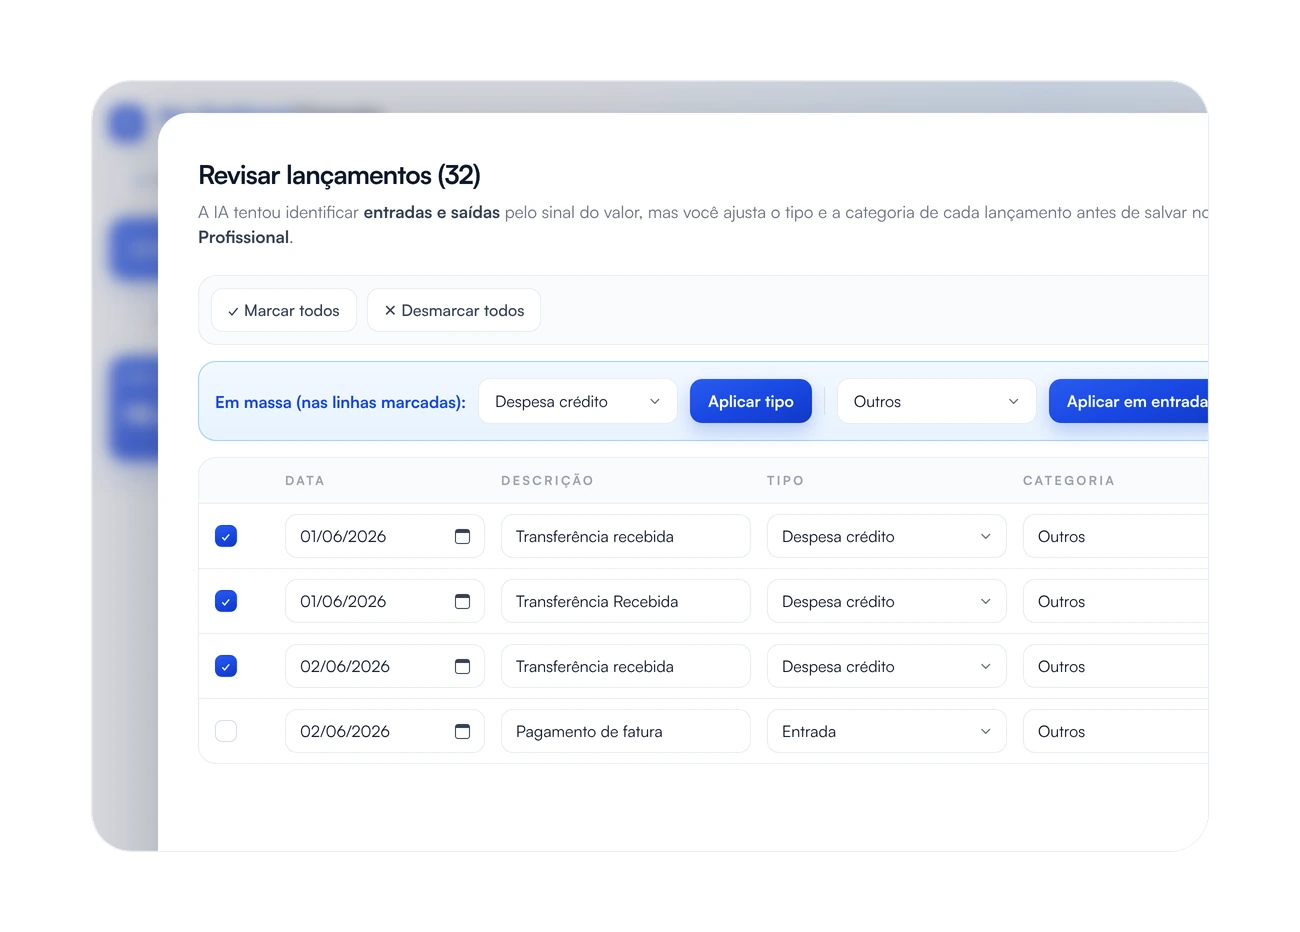 Revisar lançamentos (32)
A IA tentou identificar entradas e saídas pelo sinal do valor, mas você ajusta o tipo e a categoria de cada lançamento antes de salvar
Profissional.
✓ Marcar todos ✕ Desmarcar todos
Em massa (nas linhas marcadas): Despesa crédito Aplicar tipo Outros Aplicar em entrada
DATA DESCRIÇÃO TIPO CATEGORIA
01/06/2026 Transferência recebida Despesa crédito Outros
01/06/2026 Transferência Recebida Despesa crédito Outros
02/06/2026 Transferência recebida Despesa crédito Outros
02/06/2026 Pagamento de fatura Entrada Outros